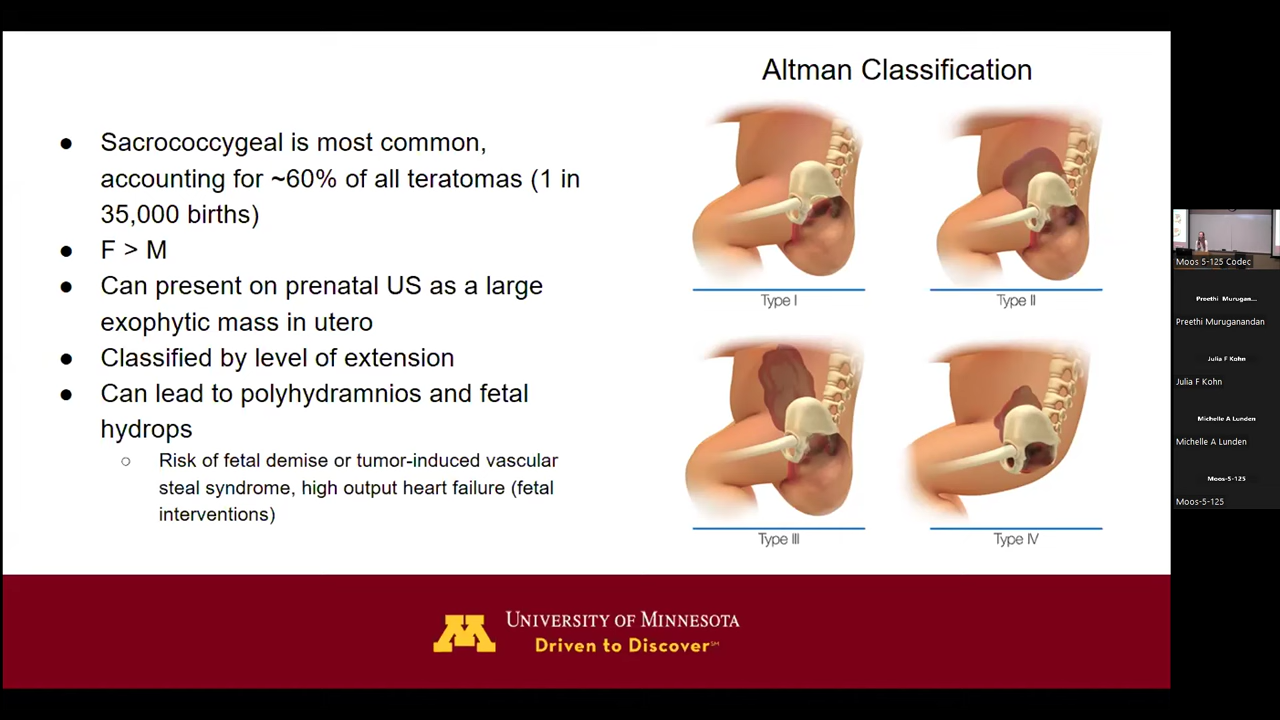 Altman Classification
● Sacrococcygeal is most common,
accounting for ~60% of all teratomas (1 in
35,000 births)
● F > M
● Can present on prenatal US as a large
exophytic mass in utero
● Classified by level of extension
● Can lead to polyhydramnios and fetal
hydrops
○ Risk of fetal demise or tumor-induced vascular
steal syndrome, high output heart failure (fetal
interventions)
Type I
Type II
Type III
Type IV
M
UNIVERSITY OF MINNESOTA
Driven to Discover℠
Moos 5-125 Codec
Preethi Murugan...
Preethi Muruganandan
Julia F Kohn
Julia F Kohn
Michelle A Lunden
Michelle A Lunden
Moos-5-125
Moos-5-125